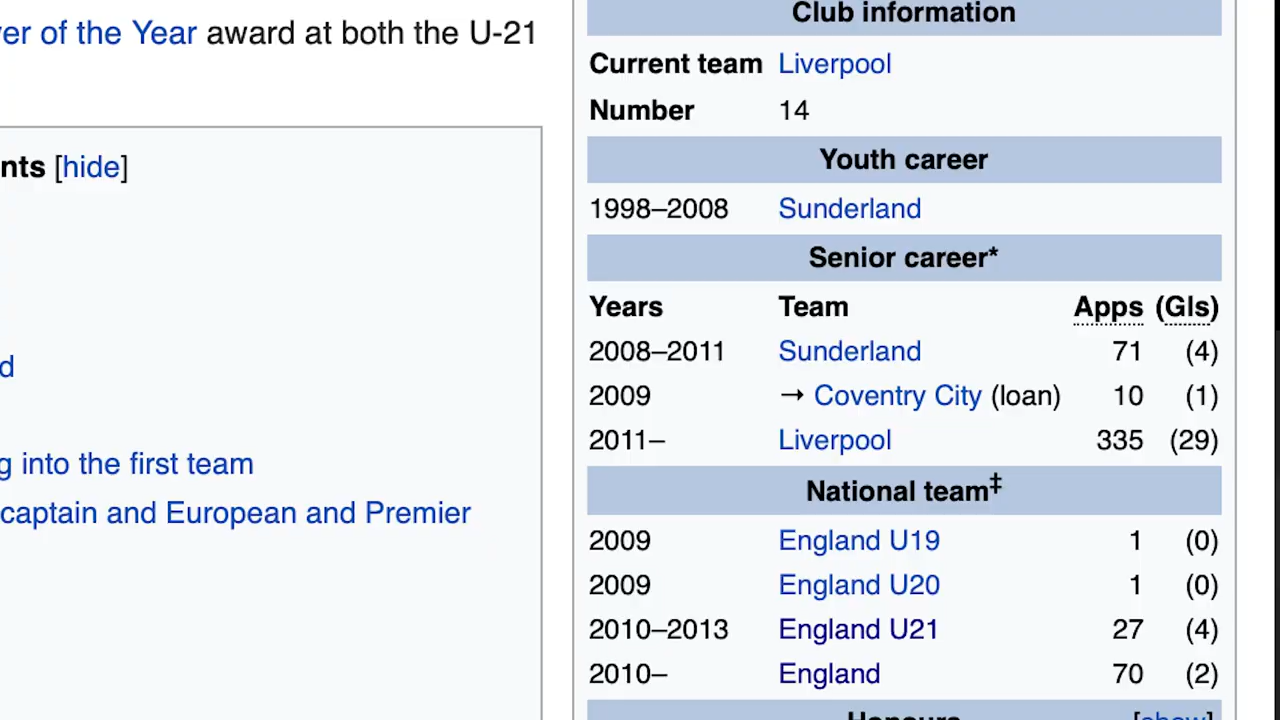 er of the Year award at both the U-21
nts [hide]
d
g into the first team
captain and European and Premier
Club information
Current team Liverpool
Number 14
Youth career
1998–2008 Sunderland
Senior career*
Years Team Apps (Gls)
2008–2011 Sunderland 71 (4)
2009 → Coventry City (loan) 10 (1)
2011– Liverpool 335 (29)
National team‡
2009 England U19 1 (0)
2009 England U20 1 (0)
2010–2013 England U21 27 (4)
2010– England 70 (2)
Honours [show]